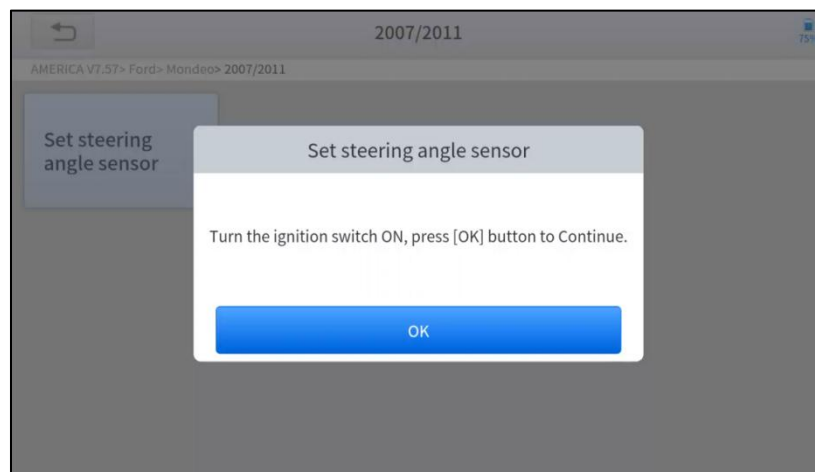 2007/2011
75%
AMERICA V7.57> Ford> Mondeo> 2007/2011
Set steering
angle sensor
Set steering angle sensor
Turn the ignition switch ON, press [OK] button to Continue.
OK